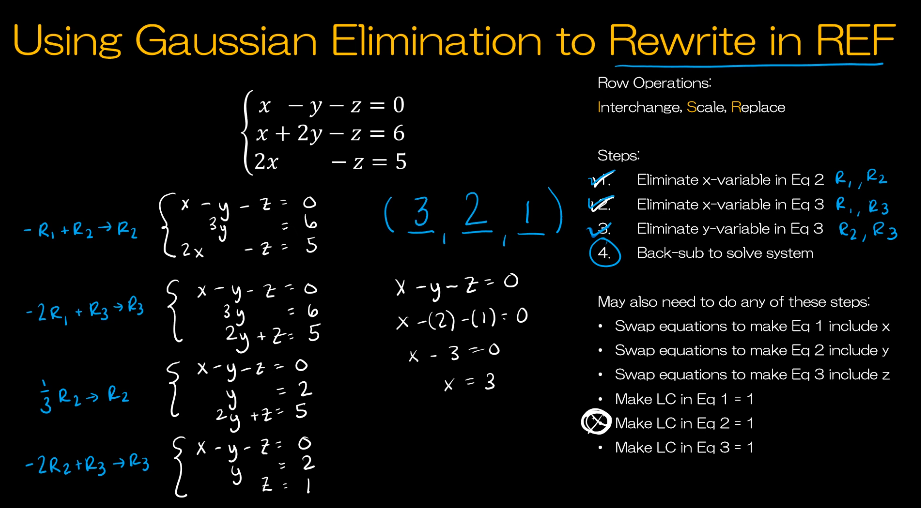 Using Gaussian Elimination to Rewrite in REF
x − y − z = 0
x + 2y − z = 6
2x − z = 5
-R₁ + R₂ → R₂
x - y - z = 0
3y = 6
2x - z = 5
-2R₁ + R₃ → R₃
x - y - z = 0
3y = 6
2y + z = 5
1/3 R₂ → R₂
x - y - z = 0
y = 2
2y + z = 5
-2R₂ + R₃ → R₃
x - y - z = 0
y = 2
z = 1
(3, 2, 1)
x - y - z = 0
x - (2) - (1) = 0
x - 3 = 0
x = 3
Row Operations:
Interchange, Scale, Replace
Steps:
1. Eliminate x-variable in Eq 2 R₁, R₂
2. Eliminate x-variable in Eq 3 R₁, R₃
3. Eliminate y-variable in Eq 3 R₂, R₃
4. Back-sub to solve system
May also need to do any of these steps:
• Swap equations to make Eq 1 include x
• Swap equations to make Eq 2 include y
• Swap equations to make Eq 3 include z
• Make LC in Eq 1 = 1
• Make LC in Eq 2 = 1
• Make LC in Eq 3 = 1